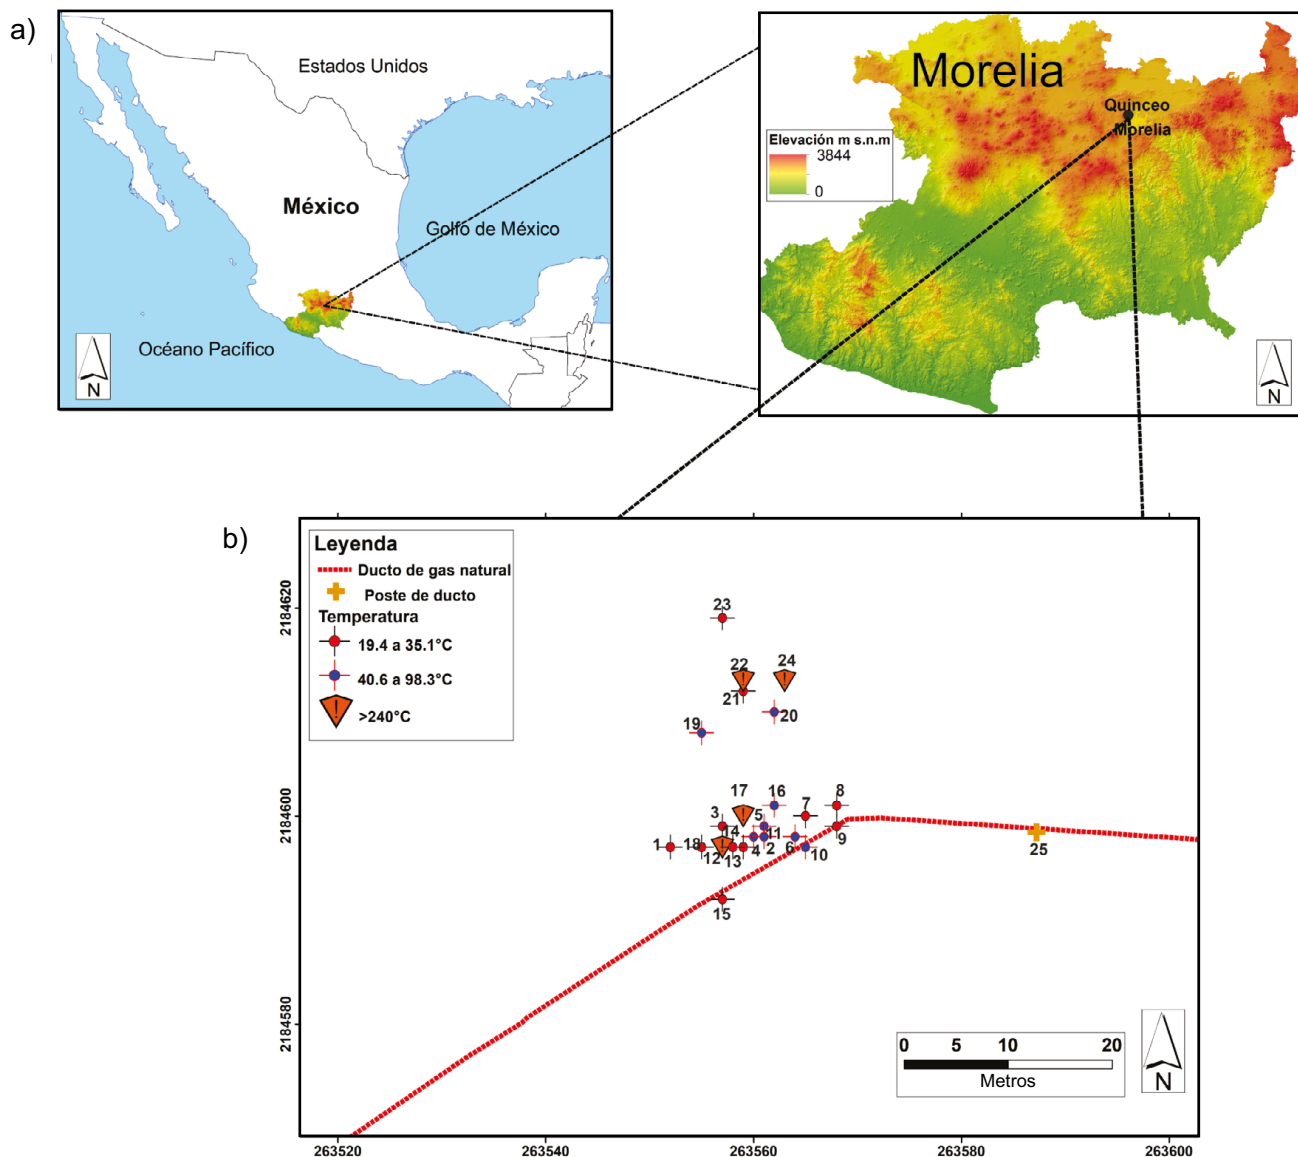 a)
Estados Unidos
México
Golfo de México
Océano Pacífico
N
Morelia
Quinceo
Morelia
Elevación m s.n.m
3844
0
N
b)
Leyenda
Ducto de gas natural
Poste de ducto
Temperatura
19.4 a 35.1°C
40.6 a 98.3°C
>240°C
23
22
24
21
20
19
17
16
8
3
5
7
14
11
1
18
12
13
4
2
6
10
9
25
15
2184620
2184600
2184580
0 5 10 20
Metros
N
263520 263540 263560 263580 263600